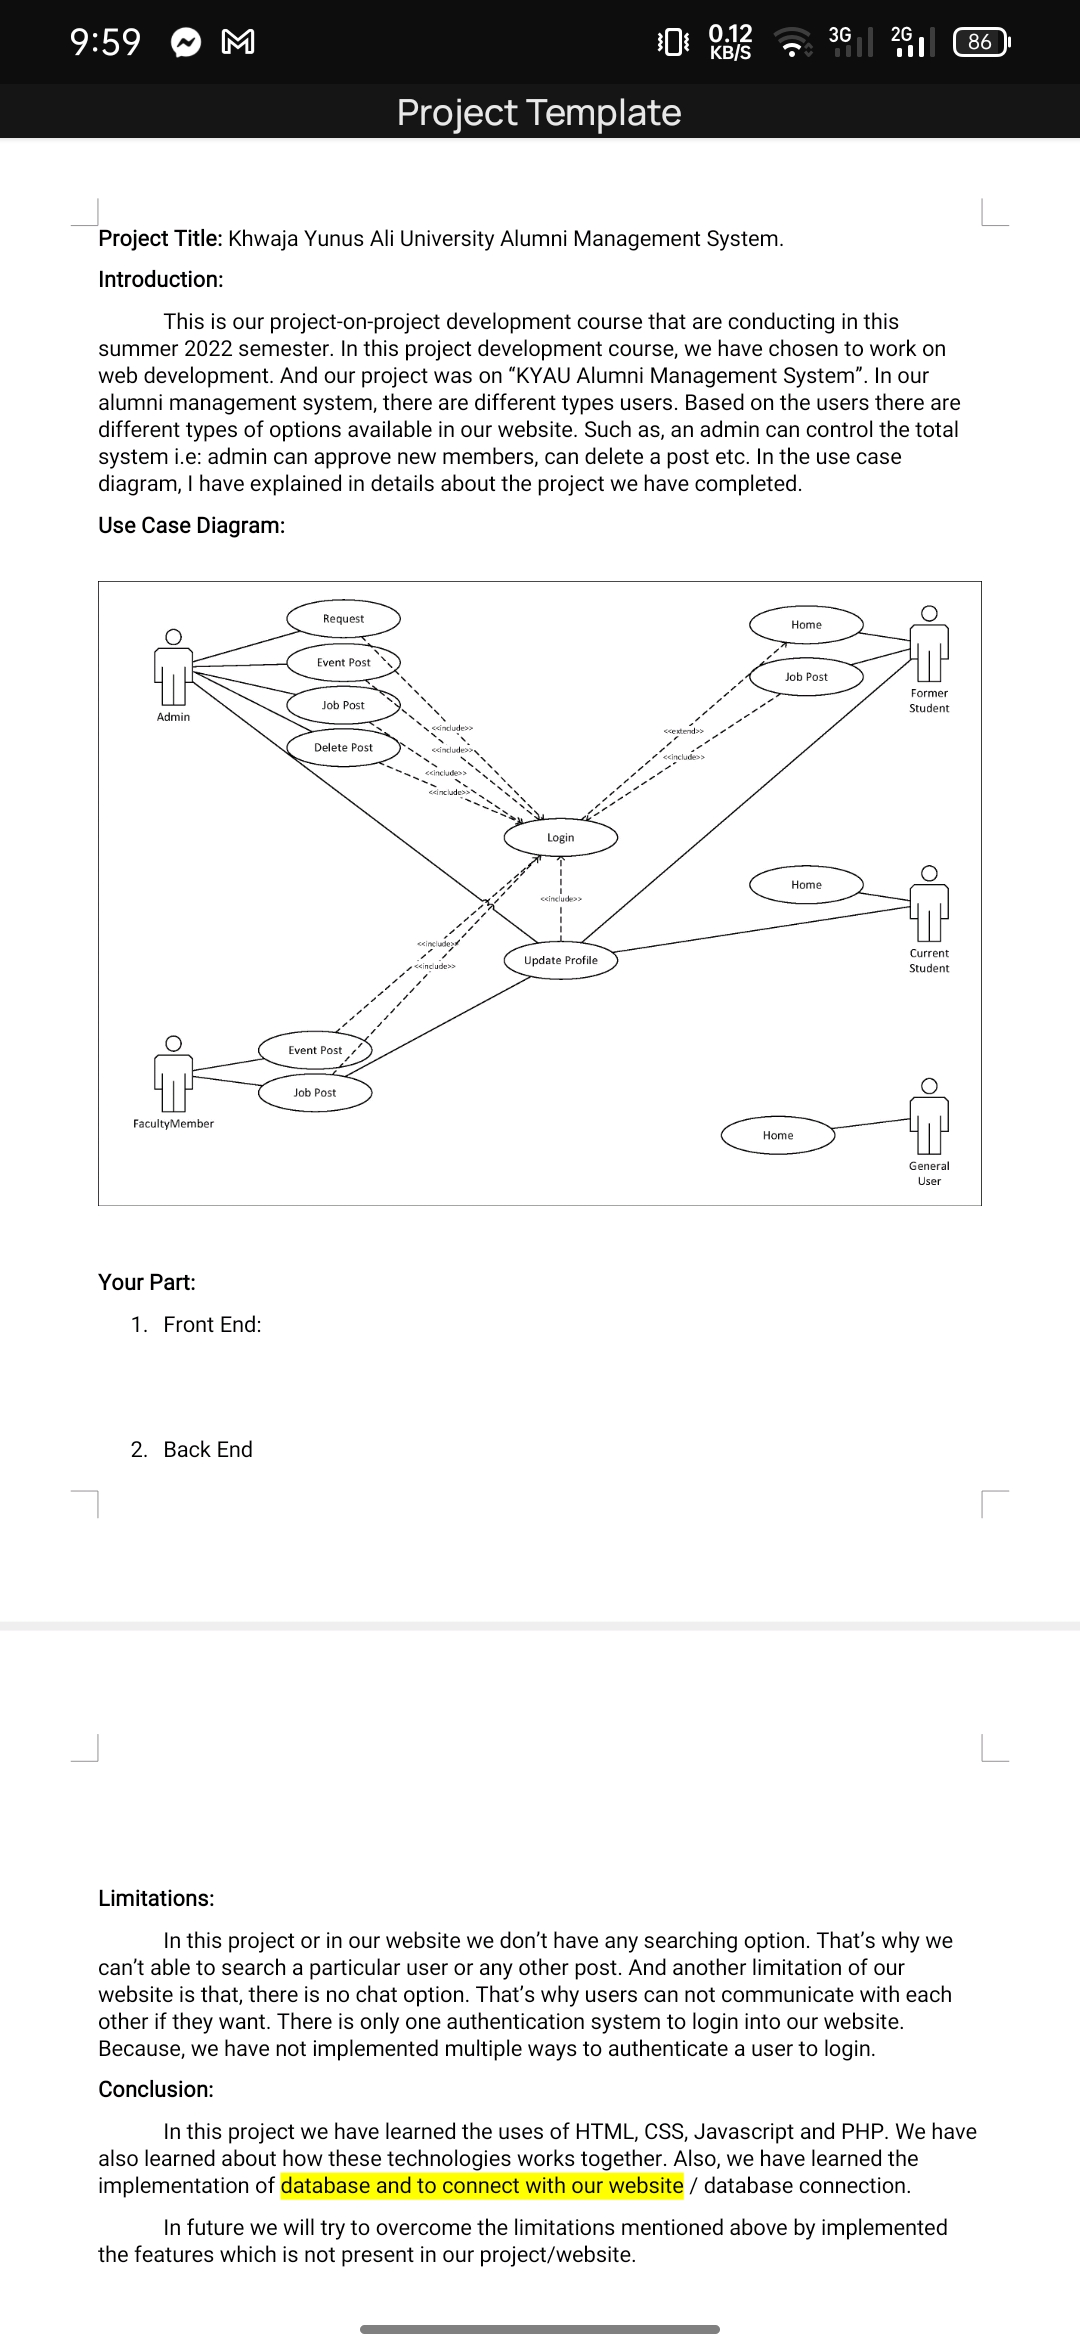 9:59
0.12
KB/S
3G
2G
86
Project Template
Project Title: Khwaja Yunus Ali University Alumni Management System.
Introduction:
This is our project-on-project development course that are conducting in this
summer 2022 semester. In this project development course, we have chosen to work on
web development. And our project was on “KYAU Alumni Management System”. In our
alumni management system, there are different types users. Based on the users there are
different types of options available in our website. Such as, an admin can control the total
system i.e: admin can approve new members, can delete a post etc. In the use case
diagram, I have explained in details about the project we have completed.
Use Case Diagram:
Request
Event Post
Job Post
Delete Post
Admin
Home
Job Post
Former
Student
<<include>>
<<include>>
<<include>>
<<include>>
<<extend>>
<<include>>
Login
Home
<<include>>
Current
Student
<<include>>
<<include>>
Update Profile
Event Post
Job Post
FacultyMember
Home
General
User
Your Part:
1. Front End:
2. Back End
Limitations:
In this project or in our website we don’t have any searching option. That’s why we
can’t able to search a particular user or any other post. And another limitation of our
website is that, there is no chat option. That’s why users can not communicate with each
other if they want. There is only one authentication system to login into our website.
Because, we have not implemented multiple ways to authenticate a user to login.
Conclusion:
In this project we have learned the uses of HTML, CSS, Javascript and PHP. We have
also learned about how these technologies works together. Also, we have learned the
implementation of database and to connect with our website / database connection.
In future we will try to overcome the limitations mentioned above by implemented
the features which is not present in our project/website.